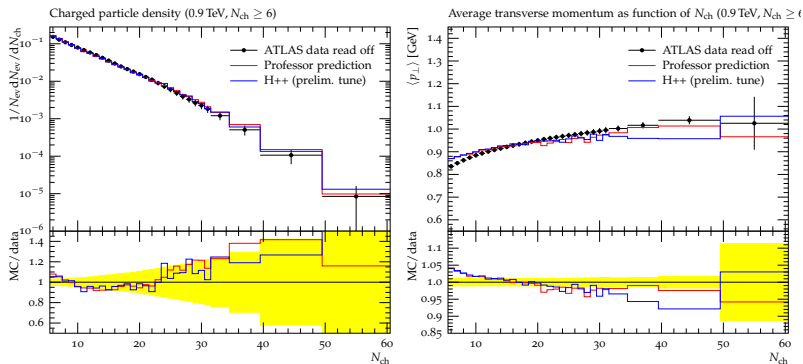 Charged particle density (0.9 TeV, Nch ≥ 6)
1/Nev dNev/dNch
ATLAS data read off
Professor prediction
H++ (prelim. tune)
10−1
10−2
10−3
10−4
10−5
10−6
MC/data
1.4
1.2
1
0.8
0.6
10 20 30 40 50 60
Nch
Average transverse momentum as function of Nch (0.9 TeV, Nch ≥ 6)
⟨p⊥⟩ [GeV]
ATLAS data read off
Professor prediction
H++ (prelim. tune)
1.4
1.3
1.2
1.1
1.0
0.9
0.8
0.7
0.6
MC/data
1.1
1.05
1.0
0.95
0.9
0.85
10 20 30 40 50 60
Nch